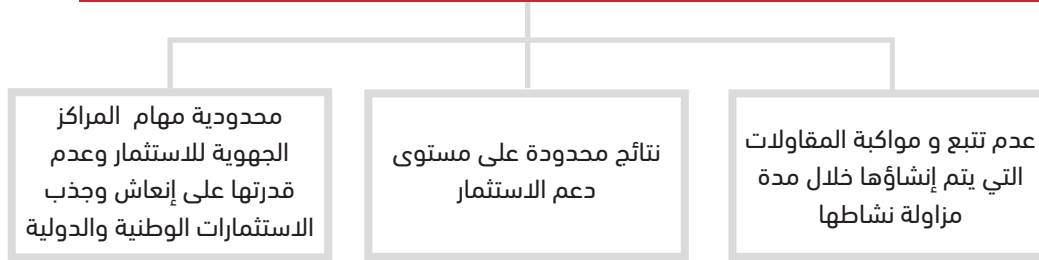 عدم تتبع و مواكبة المقاولات
التي يتم إنشاؤها خلال مدة
مزاولة نشاطها
نتائج محدودة على مستوى
دعم الاستثمار
محدودية مهام المراكز
الجهوية للاستثمار وعدم
قدرتها على إنعاش وجذب
الاستثمارات الوطنية والدولية